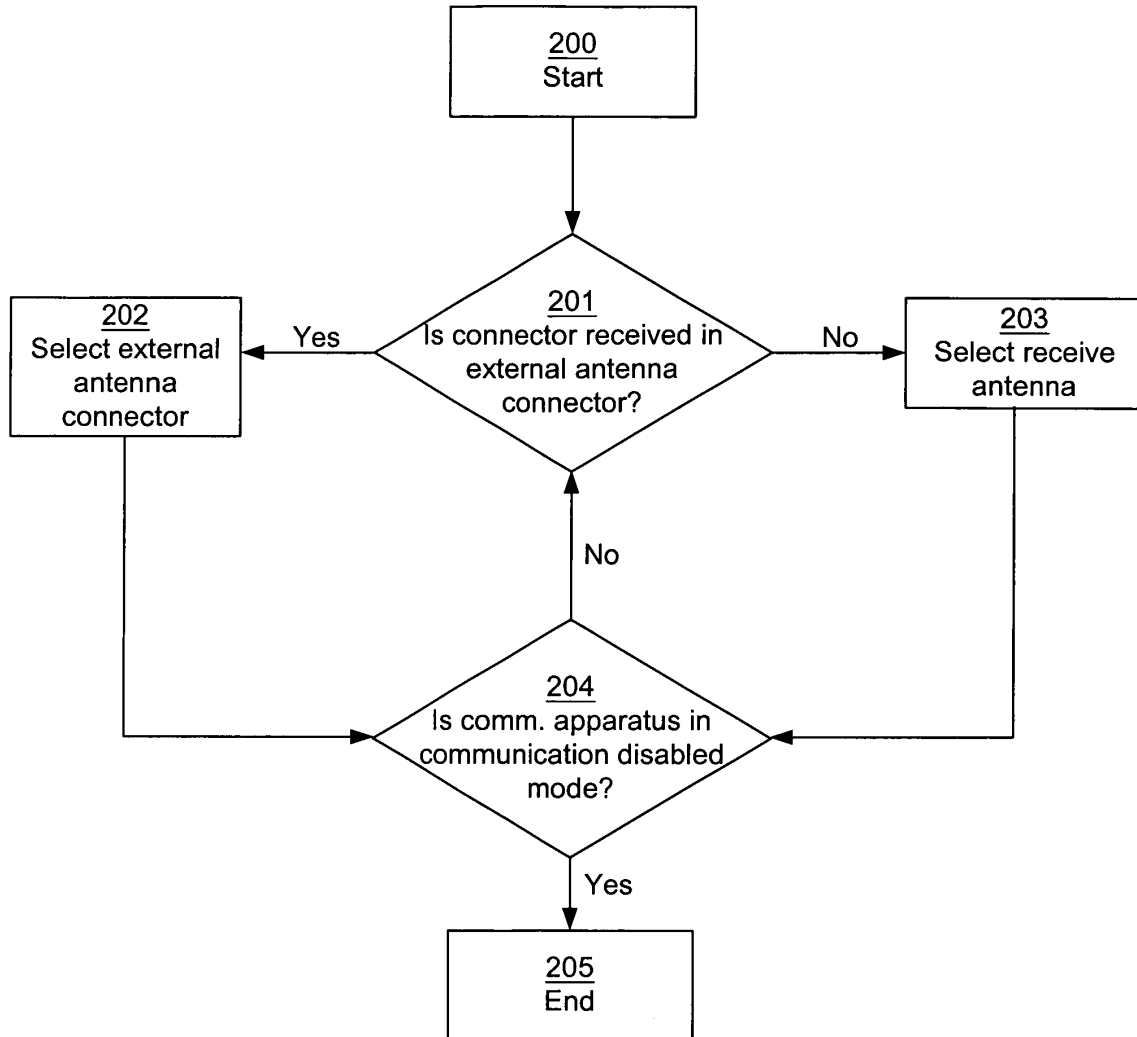 200
Start
201
Is connector received in
external antenna
connector?
Yes
No
202
Select external
antenna
connector
203
Select receive
antenna
No
204
Is comm. apparatus in
communication disabled
mode?
Yes
205
End